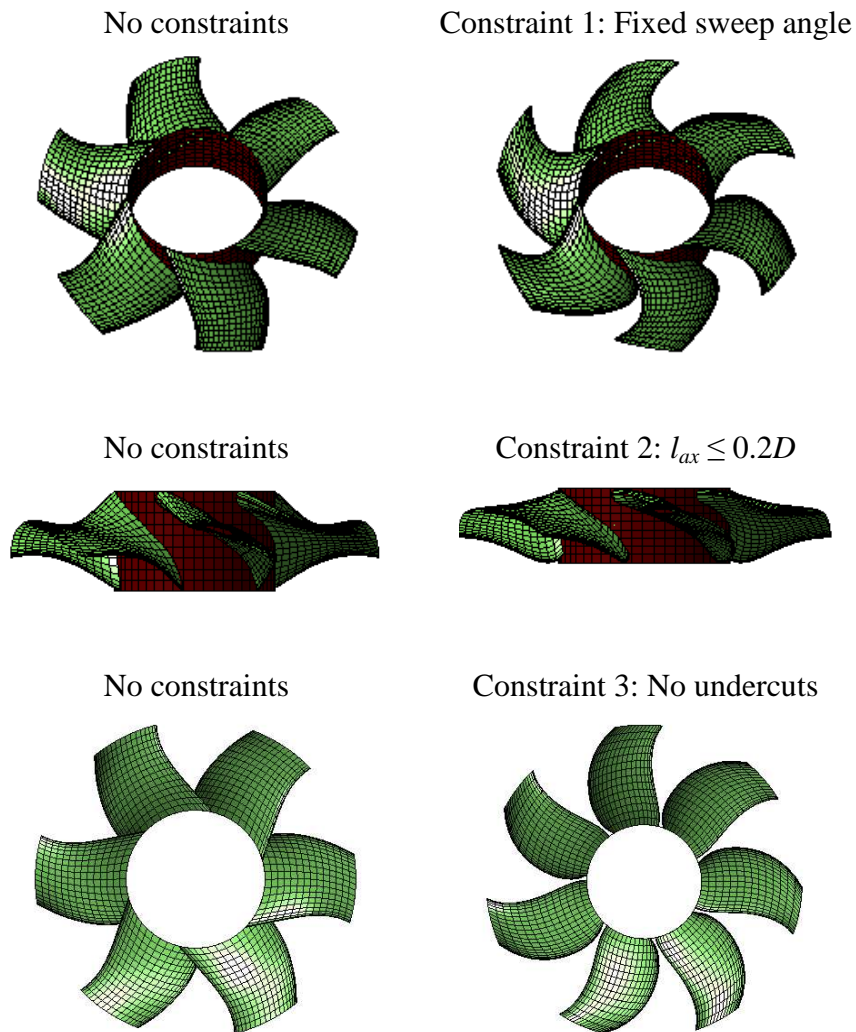 No constraints
Constraint 1: Fixed sweep angle
No constraints
Constraint 2: l_ax ≤ 0.2D
No constraints
Constraint 3: No undercuts